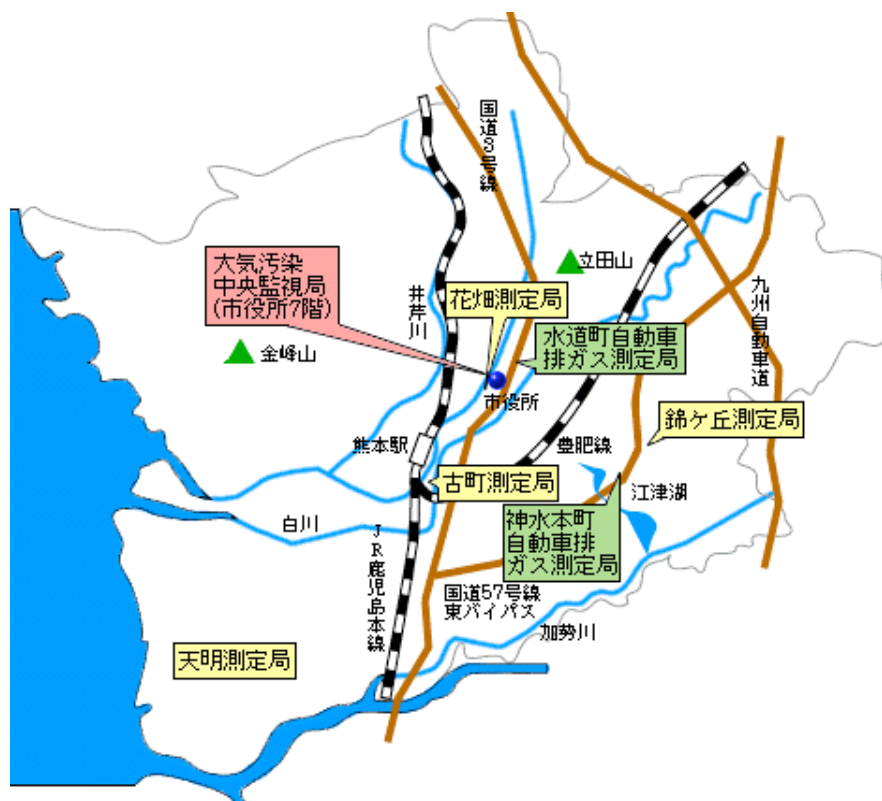 国道3号線
大気汚染
中央監視局
(市役所7階)
立田山
井芹川
花畑測定局
九州自動車道
水道町自動車
排ガス測定局
金峰山
市役所
錦ケ丘測定局
熊本駅
豊肥線
古町測定局
江津湖
白川
神水本町
自動車排
ガス測定局
JR鹿児島本線
国道57号線
東バイパス
加勢川
天明測定局